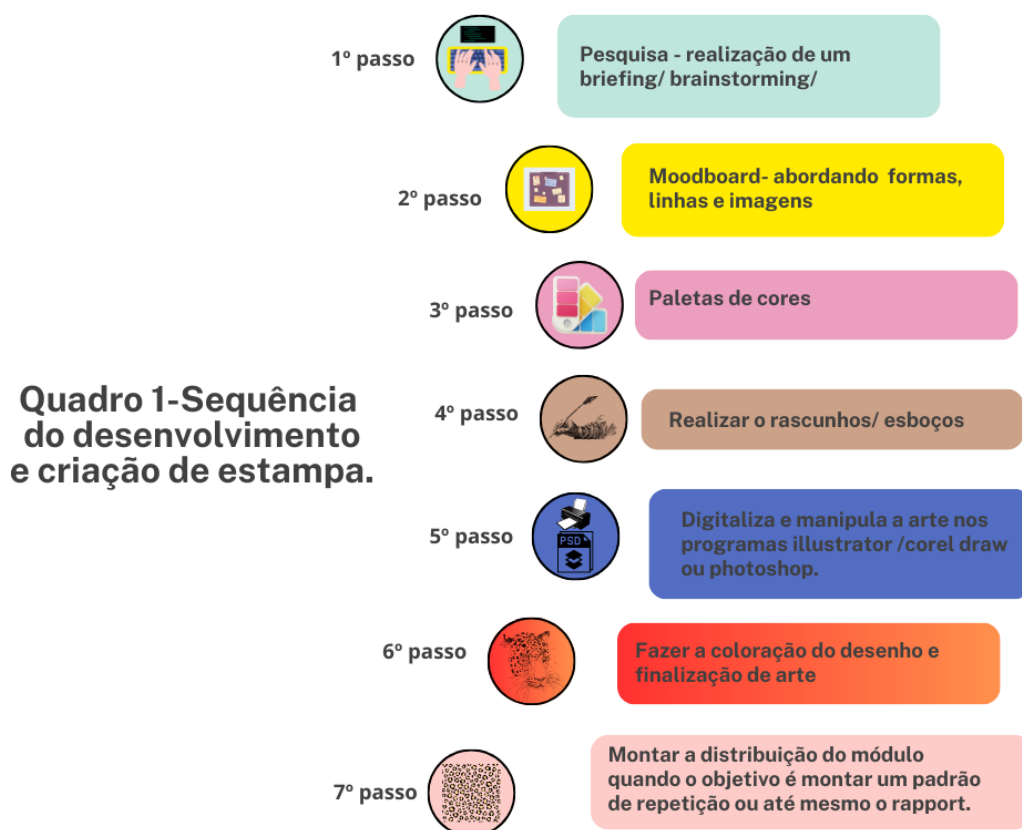 Quadro 1-Sequência
do desenvolvimento
e criação de estampa.
1º passo
Pesquisa - realização de um
briefing/ brainstorming/
2º passo
Moodboard- abordando formas,
linhas e imagens
3º passo
Paletas de cores
4º passo
Realizar o rascunhos/ esboços
5º passo
PSD
Digitaliza e manipula a arte nos
programas illustrator /corel draw
ou photoshop.
6º passo
Fazer a coloração do desenho e
finalização de arte
7º passo
Montar a distribuição do módulo
quando o objetivo é montar um padrão
de repetição ou até mesmo o rapport.